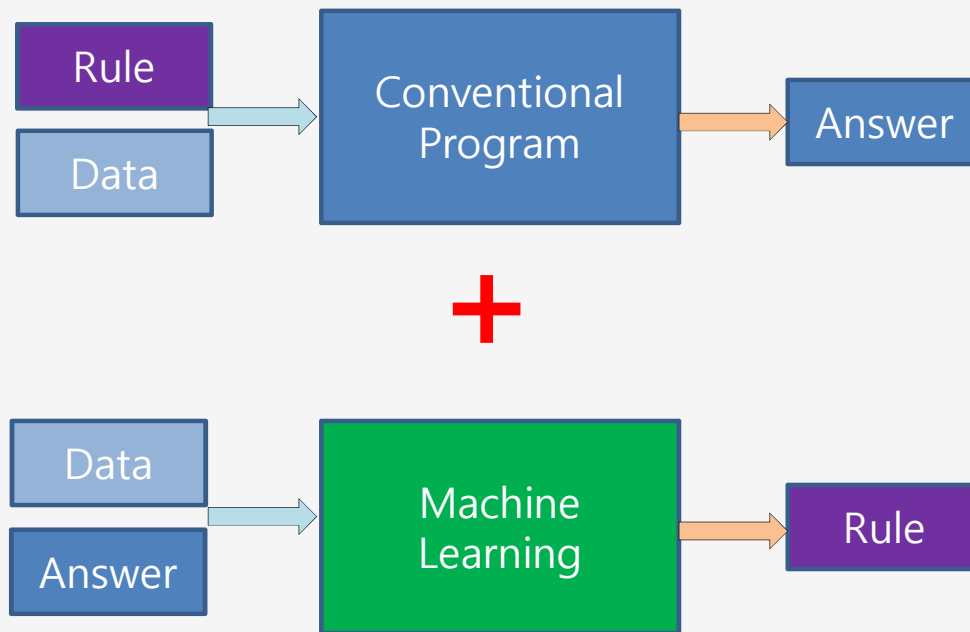 Rule
Data
Conventional
Program
Answer
+
Data
Answer
Machine
Learning
Rule